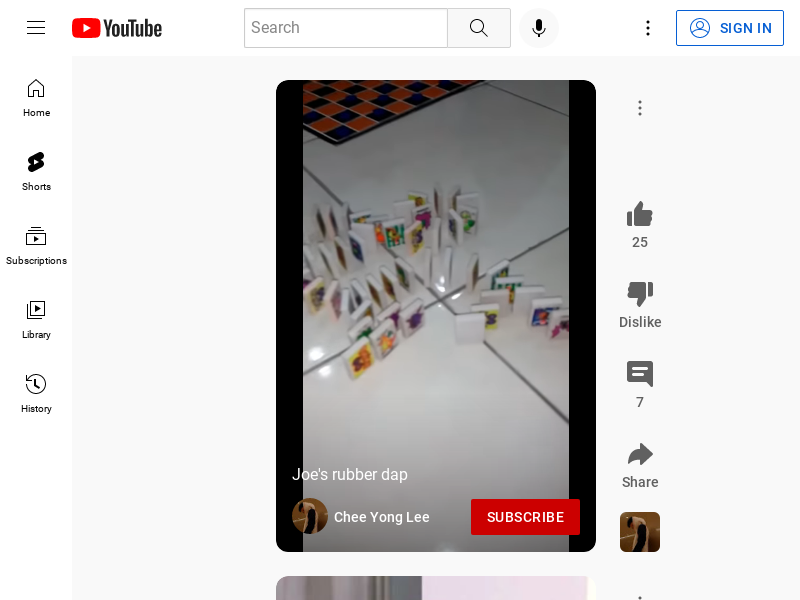 YouTube
Search
SIGN IN
Home
Shorts
Subscriptions
Library
History
Joe's rubber dap
Chee Yong Lee
SUBSCRIBE
25
Dislike
7
Share